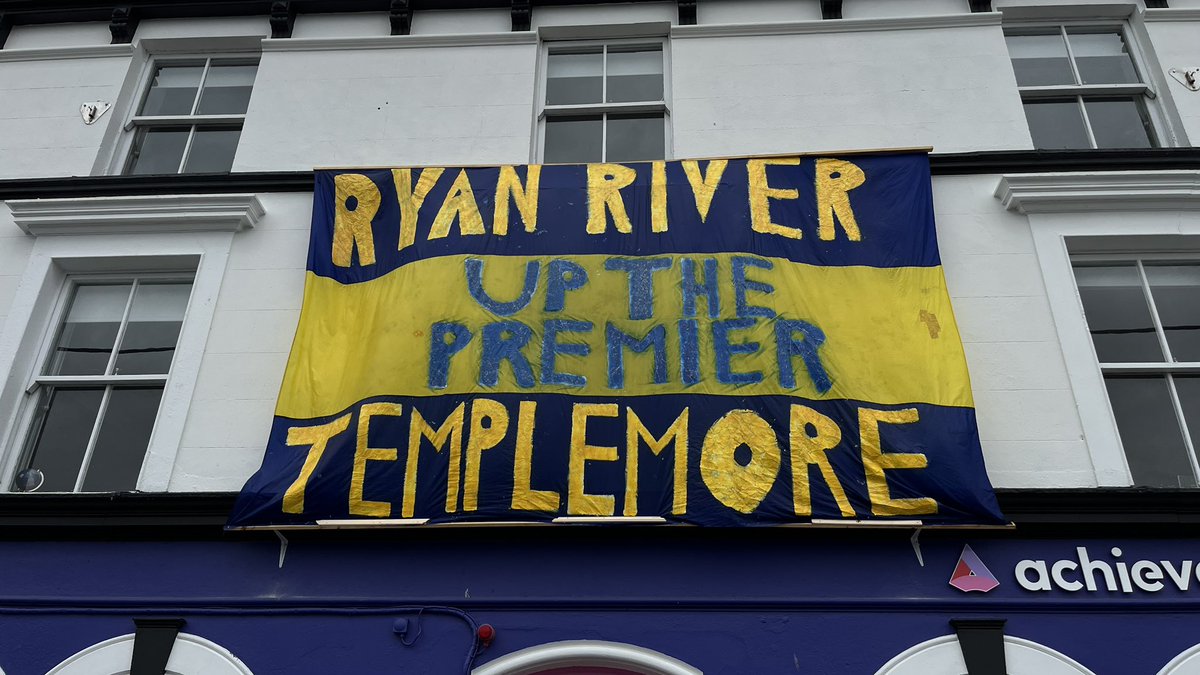 RYAN RIVER
UP THE
PREMIER
TEMPLEMORE
achieve